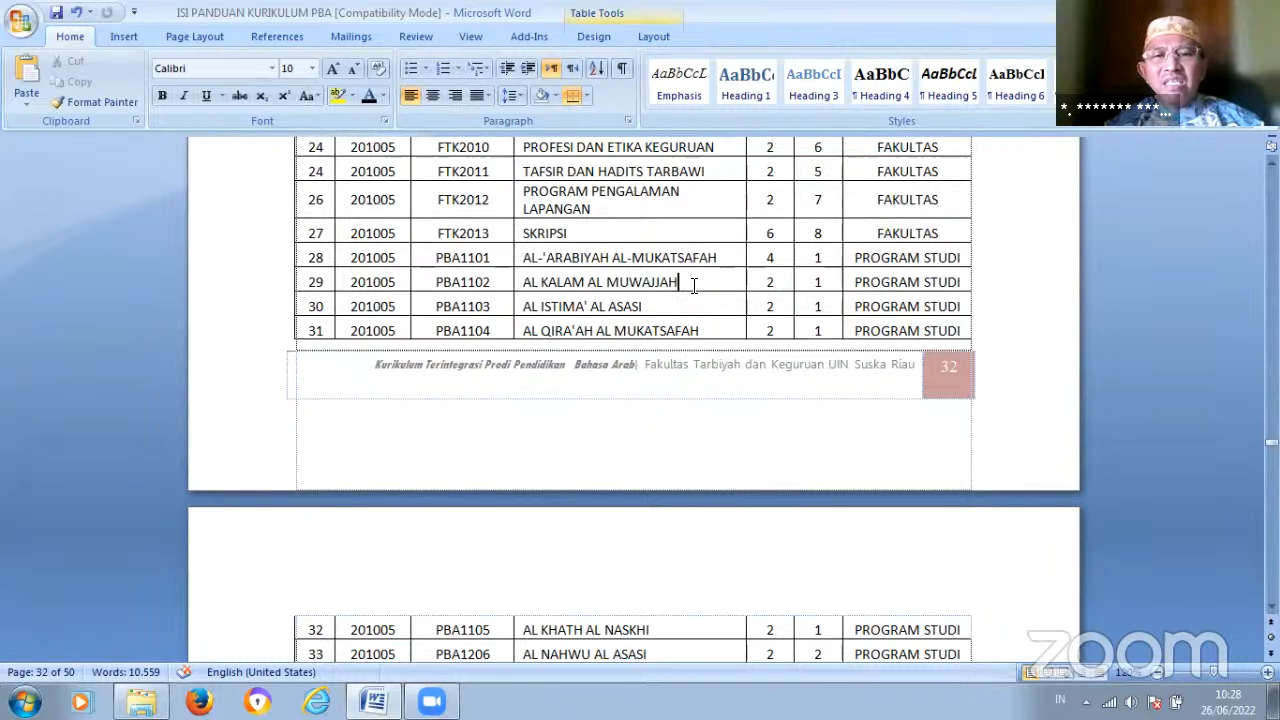 ISI PANDUAN KURIKULUM PBA [Compatibility Mode] - Microsoft Word
Table Tools
Home Insert Page Layout References Mailings Review View Add-Ins Design Layout
Paste
Cut
Copy
Format Painter
Clipboard
Calibri 10
Font
Paragraph
AaBbCcL Emphasis
AaBbCc Heading 1
AaBbCcI Heading 3
AaBbC ¶ Heading 4
AaBbCcL ¶ Heading 5
AaBbCcI ¶ Heading 6
Styles
*. ******* ***...
24 201005 FTK2010 PROFESI DAN ETIKA KEGURUAN 2 6 FAKULTAS
24 201005 FTK2011 TAFSIR DAN HADITS TARBAWI 2 5 FAKULTAS
26 201005 FTK2012 PROGRAM PENGALAMAN LAPANGAN 2 7 FAKULTAS
27 201005 FTK2013 SKRIPSI 6 8 FAKULTAS
28 201005 PBA1101 AL-'ARABIYAH AL-MUKATSAFAH 4 1 PROGRAM STUDI
29 201005 PBA1102 AL KALAM AL MUWAJJAH 2 1 PROGRAM STUDI
30 201005 PBA1103 AL ISTIMA' AL ASASI 2 1 PROGRAM STUDI
31 201005 PBA1104 AL QIRA'AH AL MUKATSAFAH 2 1 PROGRAM STUDI
Kurikulum Terintegrasi Prodi Pendidikan Bahasa Arab| Fakultas Tarbiyah dan Keguruan UIN Suska Riau 32
32 201005 PBA1105 AL KHATH AL NASKHI 2 1 PROGRAM STUDI
33 201005 PBA1206 AL NAHWU AL ASASI 2 2 PROGRAM STUDI
zoom
Page: 32 of 50 Words: 10.559 English (United States)
IN
10:28
26/06/2022